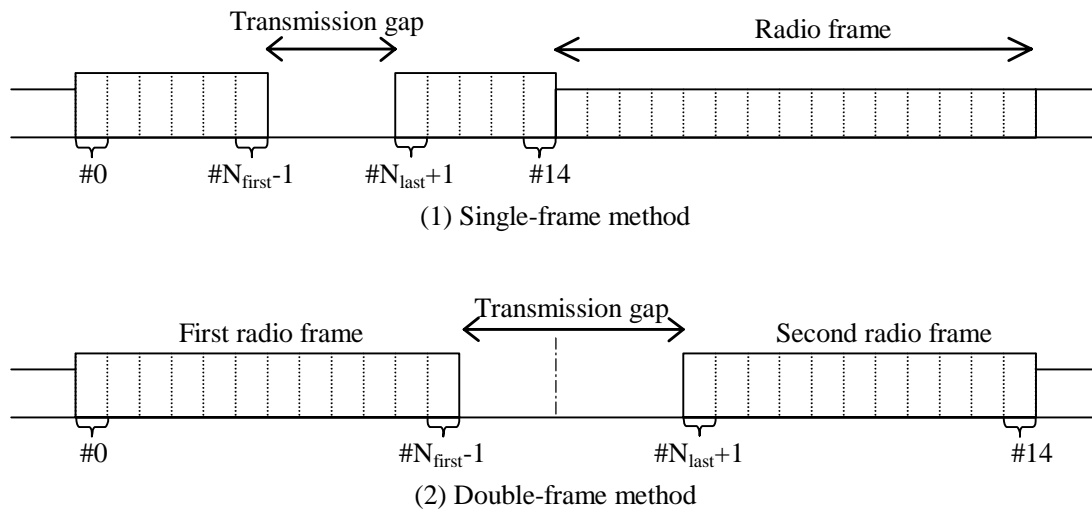 Transmission gap
Radio frame
#0
#Nfirst-1
#Nlast+1
#14
(1) Single-frame method
Transmission gap
First radio frame
Second radio frame
#0
#Nfirst-1
#Nlast+1
#14
(2) Double-frame method